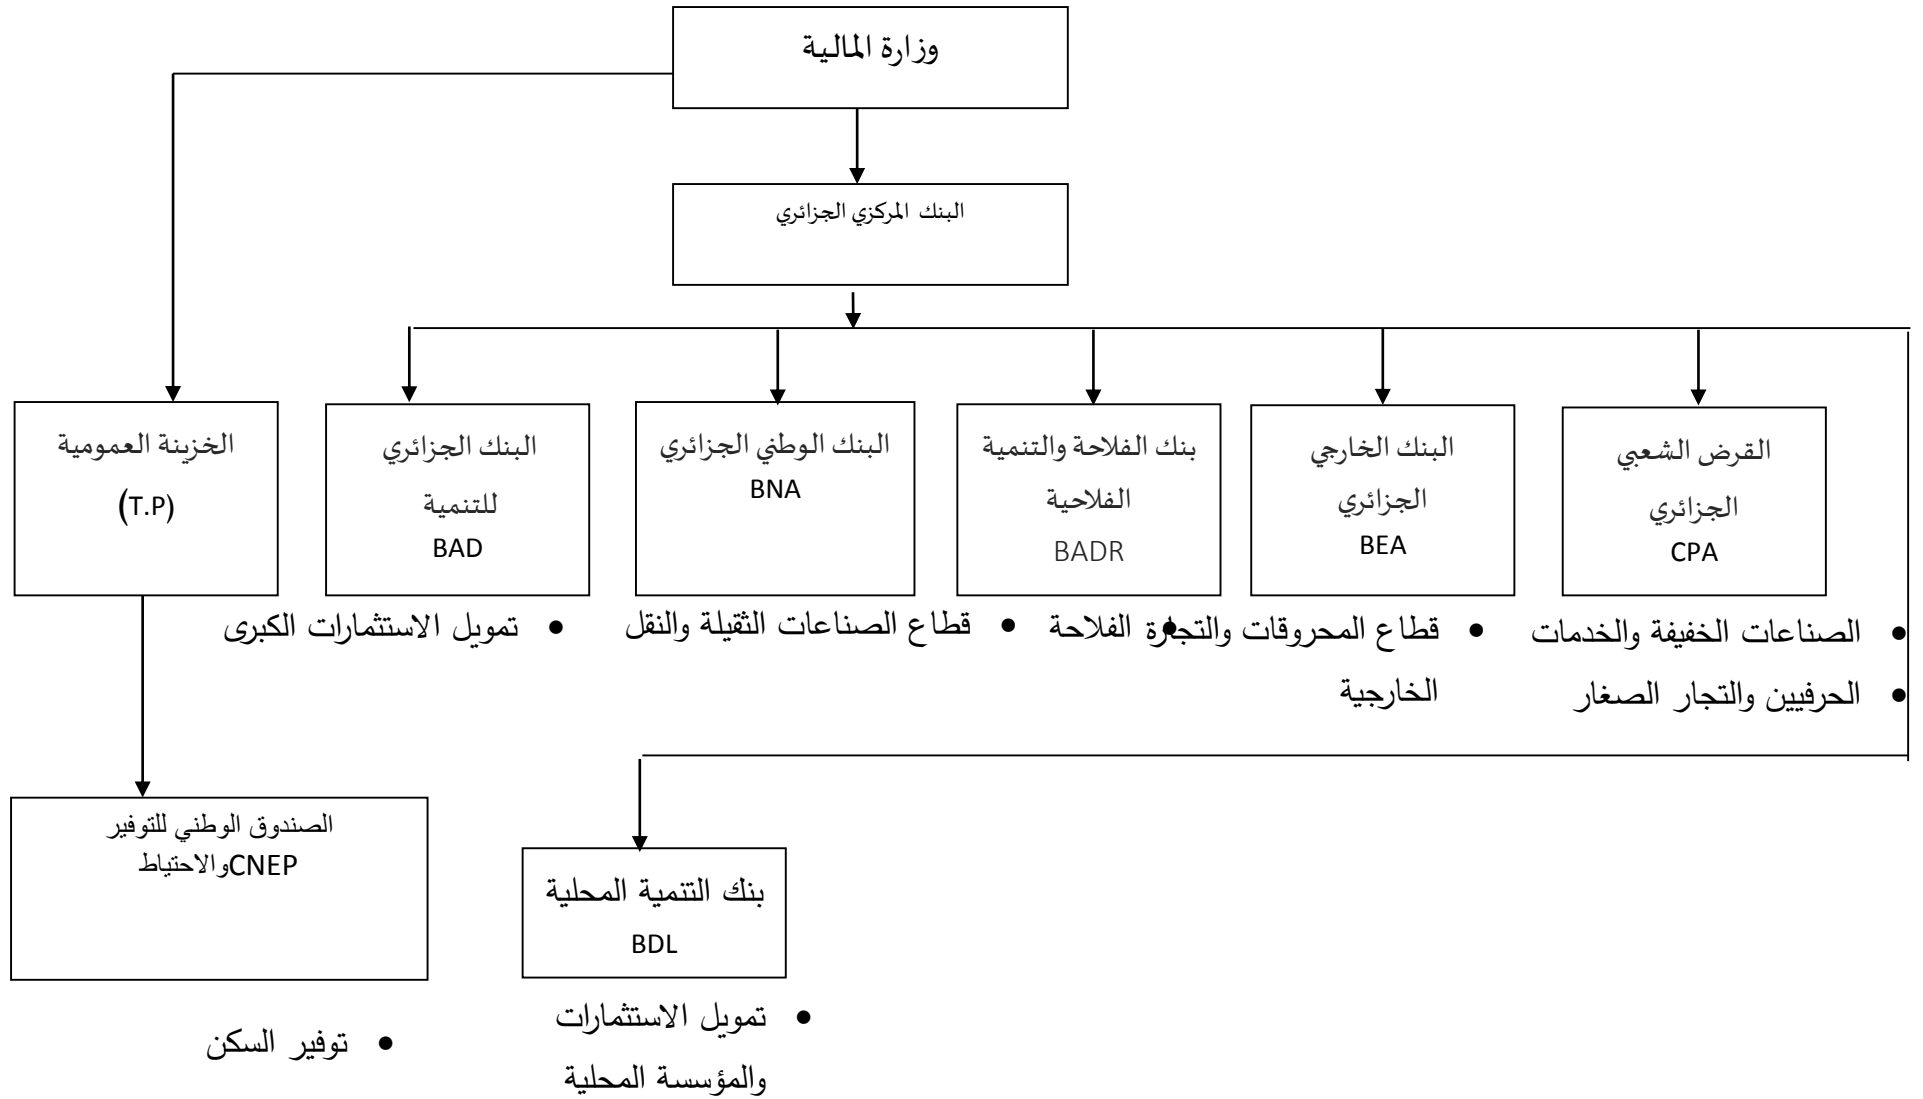 وزارة المالية
البنك المركزي الجزائري
القرض الشعبي
الجزائري
CPA
البنك الخارجي
الجزائري
BEA
بنك الفلاحة والتنمية
الفلاحية
BADR
البنك الوطني الجزائري
BNA
البنك الجزائري
للتنمية
BAD
الخزينة العمومية
(T.P)
• الصناعات الخفيفة والخدمات
• الحرفيين والتجار الصغار
• قطاع المحروقات والتجارة
الخارجية
• الفلاحة
• قطاع الصناعات الثقيلة والنقل
• تمويل الاستثمارات الكبرى
بنك التنمية المحلية
BDL
• تمويل الاستثمارات
والمؤسسة المحلية
الصندوق الوطني للتوفير
والاحتياط CNEP
• توفير السكن